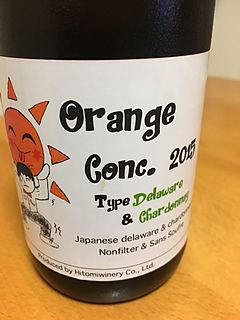 Orange
Conc. 2015
Type Delaware
& Chardonnay
Japanese delaware & chardonnay
Nonfilter & Sans Soufre
Produced by Hitomiwinery Co., Ltd.